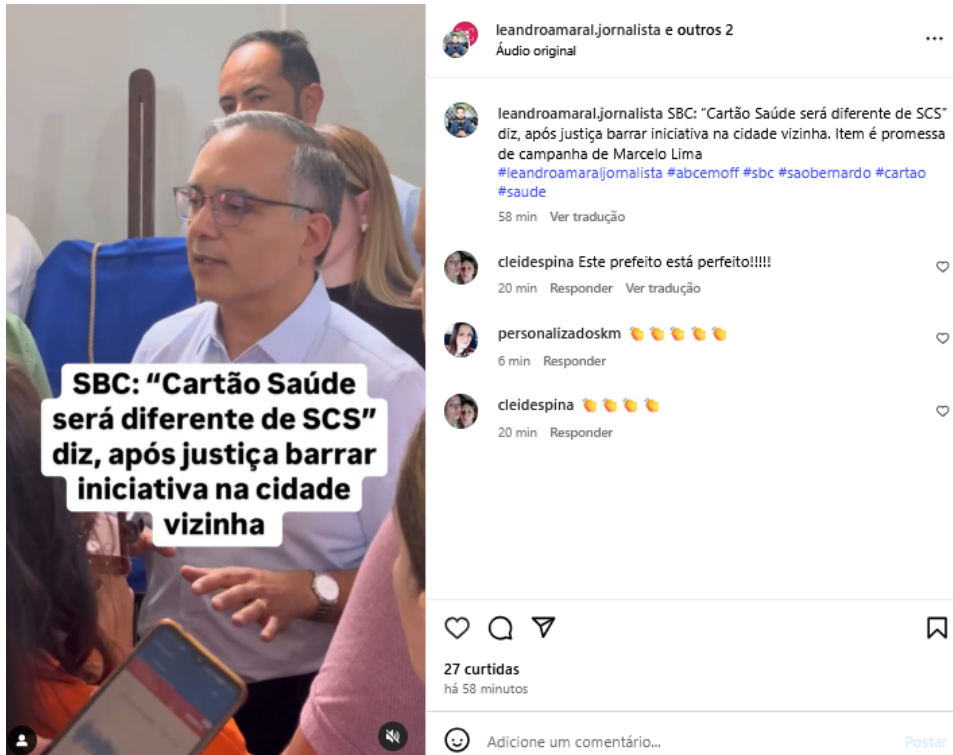 leandroamaral.jornalista e outros 2
Áudio original
leandroamaral.jornalista SBC: “Cartão Saúde será diferente de SCS”
diz, após justiça barrar iniciativa na cidade vizinha. Item é promessa
de campanha de Marcelo Lima
#leandroamaraljornalista #abcemoff #sbc #saobernardo #cartao
#saude
58 min Ver tradução
cleidespina Este prefeito está perfeito!!!!!
20 min Responder Ver tradução
personalizadoskm 👏👏👏👏👏
6 min Responder
cleidespina 👏👏👏👏
20 min Responder
SBC: “Cartão Saúde
será diferente de SCS”
diz, após justiça barrar
iniciativa na cidade
vizinha
27 curtidas
há 58 minutos
Adicione um comentário...
Postar